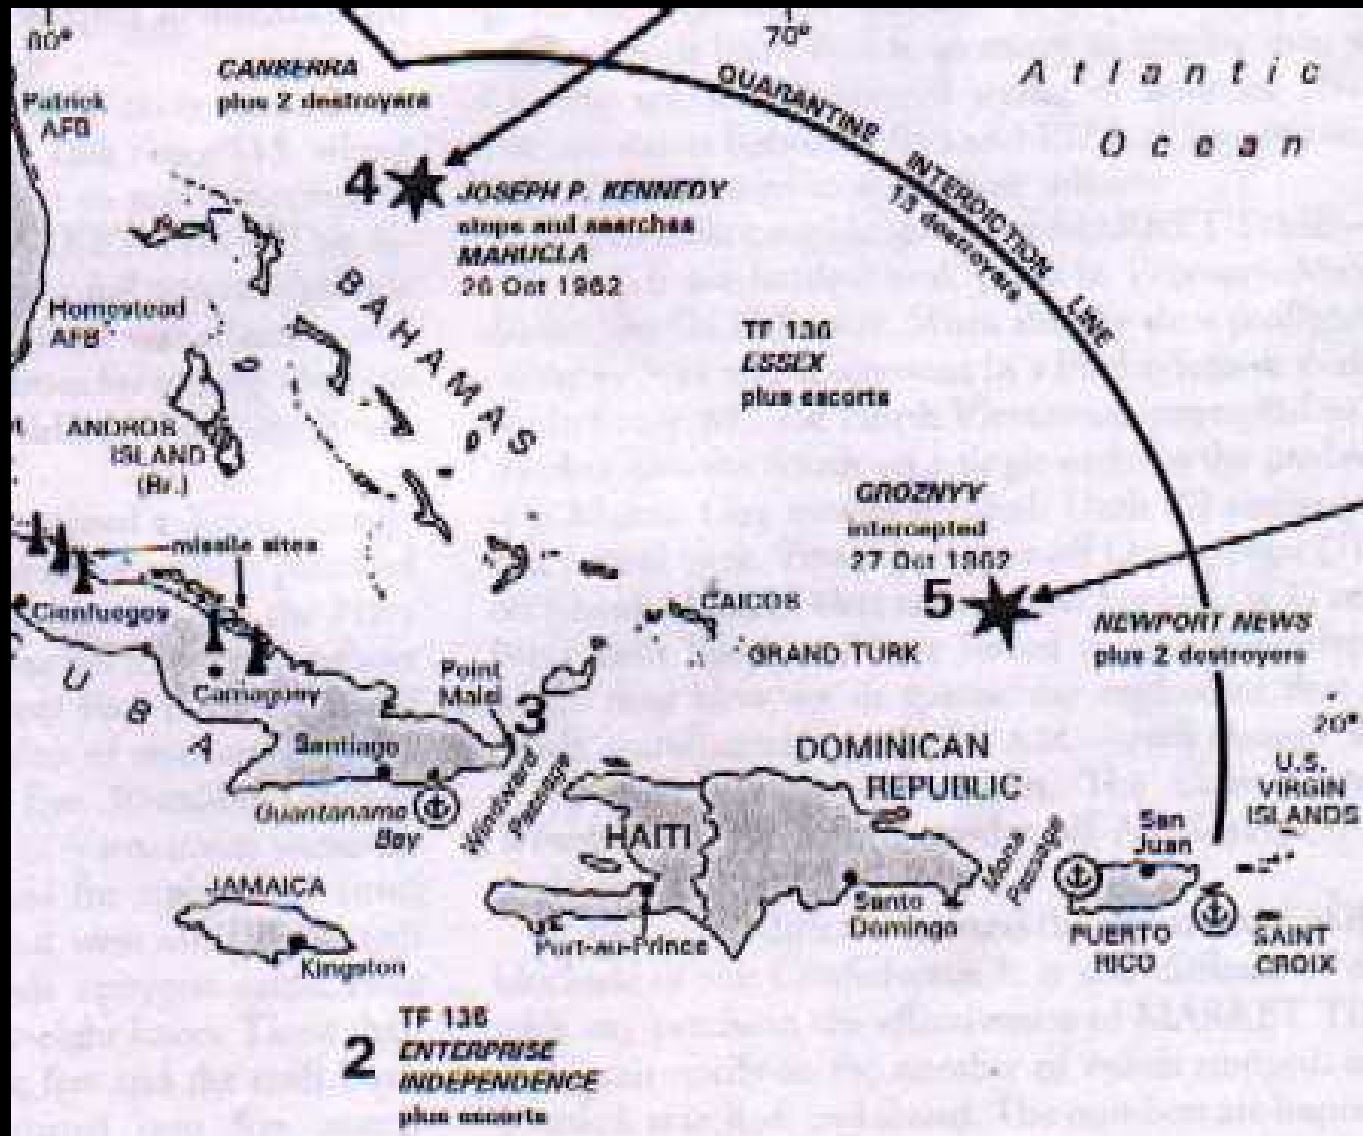 80°
70°
CANBERRA
plus 2 destroyers
Patrick
AFB
QUARANTINE INTERDICTION LINE
13 destroyers
Atlantic
Ocean
4
JOSEPH P. KENNEDY
stops and searches
MARUCLA
26 Oct 1962
BAHAMAS
Homestead
AFB
TF 136
ESSEX
plus escorts
ANDROS
ISLAND
(Br.)
GROZNYY
intercepted
27 Oct 1962
5
missile sites
Cienfuegos
CAICOS
GRAND TURK
NEWPORT NEWS
plus 2 destroyers
UBA
Camaguey
Point
Maisi
3
Santiago
Guantanamo
Bay
Windward
Passage
DOMINICAN
REPUBLIC
20°
U.S.
VIRGIN
ISLANDS
HAITI
San
Juan
Mona
Passage
JAMAICA
Kingston
Port-Au-Prince
Santo
Domingo
PUERTO
RICO
SAINT
CROIX
2
TF 135
ENTERPRISE
INDEPENDENCE
plus escorts